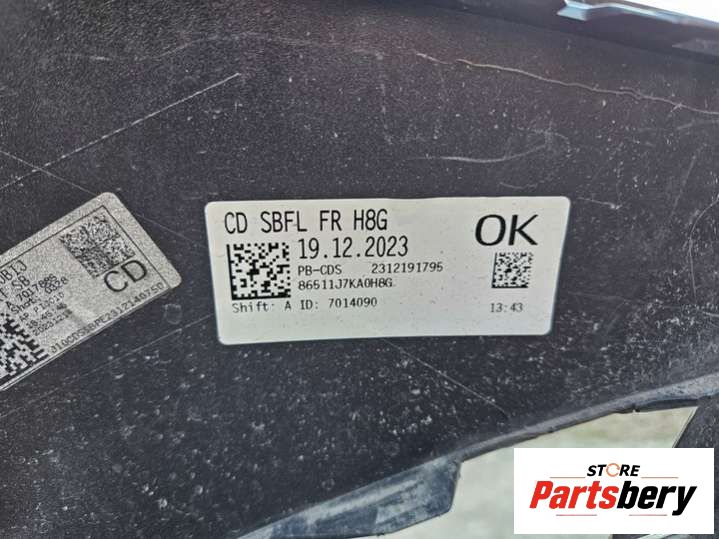 CD SBFL FR H8G
OK
19.12.2023
PB-CDS 2312191795
86511J7KA0H8G
Shift: A ID: 7014090
13:43
CD
STORE
Partsbery